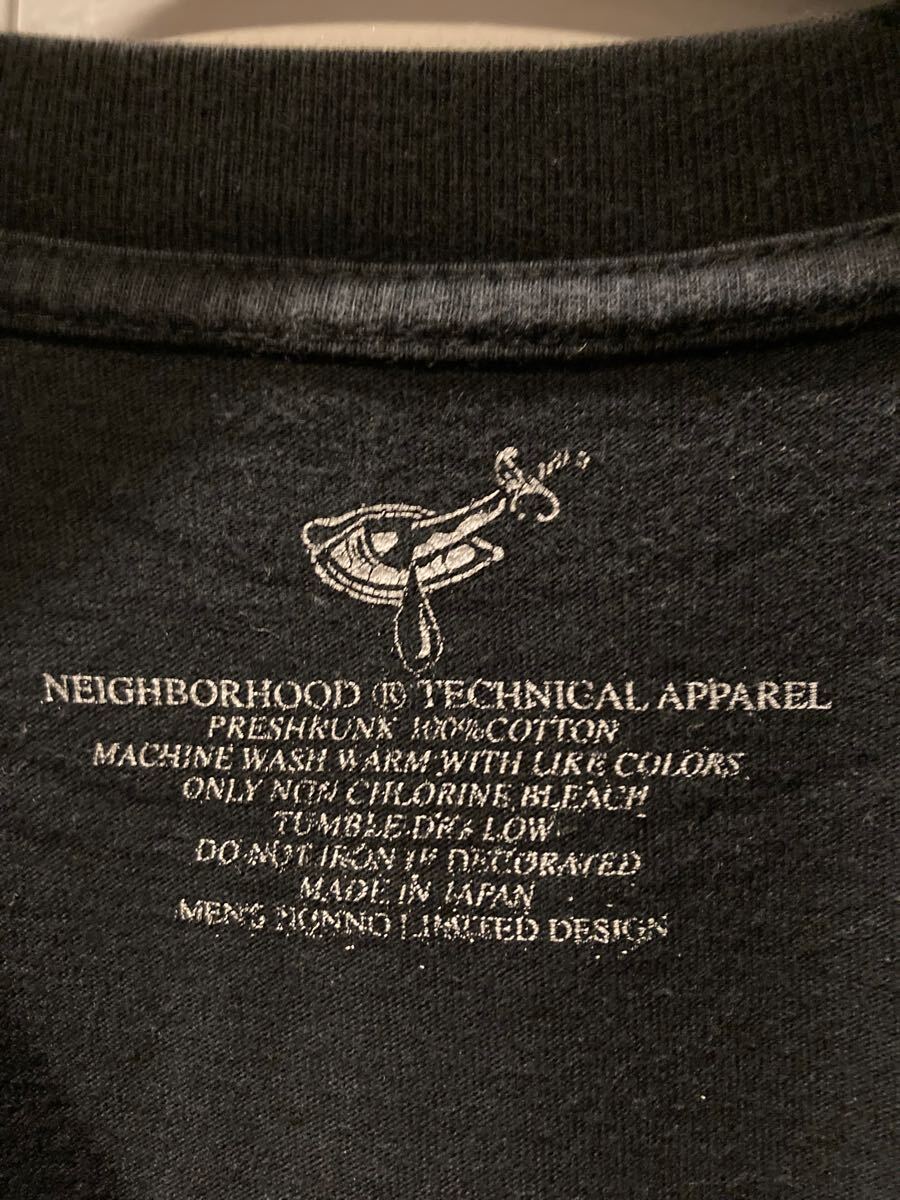 NEIGHBORHOOD ® TECHNICAL APPAREL
PRESHRUNK 100% COTTON
MACHINE WASH WARM WITH LIKE COLORS
ONLY NON CHLORINE BLEACH
TUMBLE DRY LOW
DO NOT IRON IF DECORATED
MADE IN JAPAN
MEN'S NONNO LIMITED DESIGN